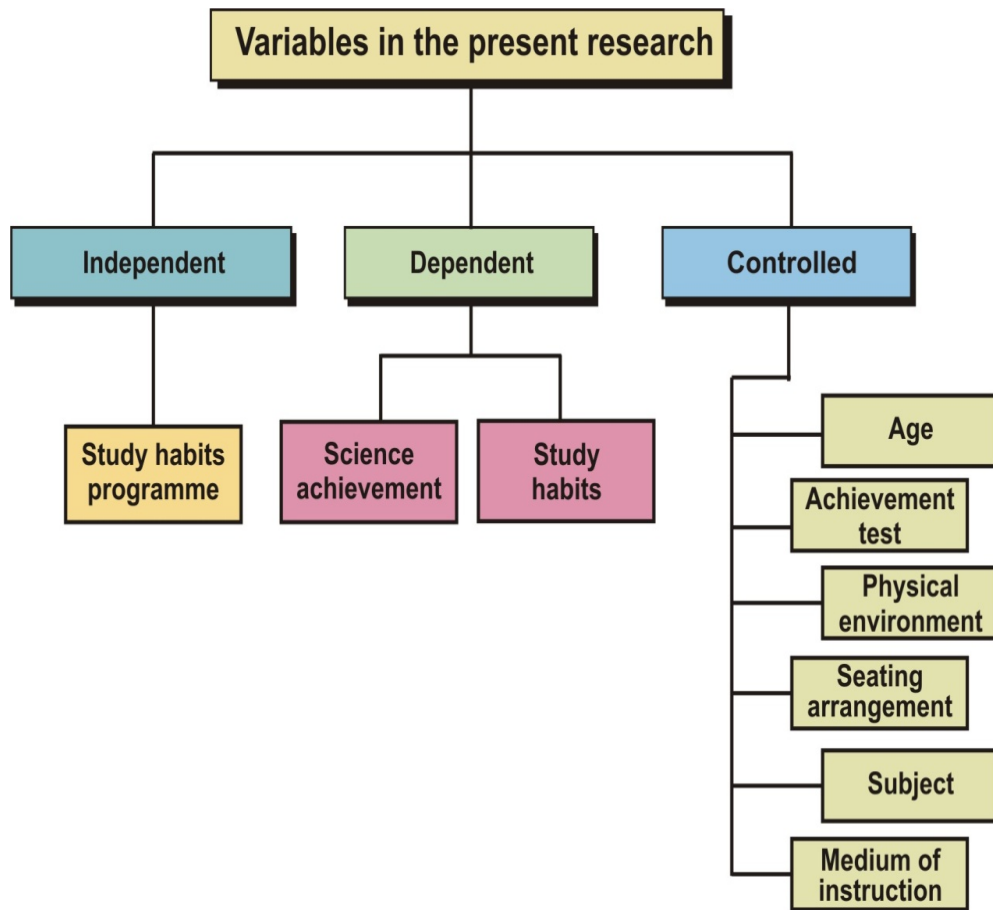 Variables in the present research
Independent
Dependent
Controlled
Study habits
programme
Science
achievement
Study
habits
Age
Achievement
test
Physical
environment
Seating
arrangement
Subject
Medium of
instruction